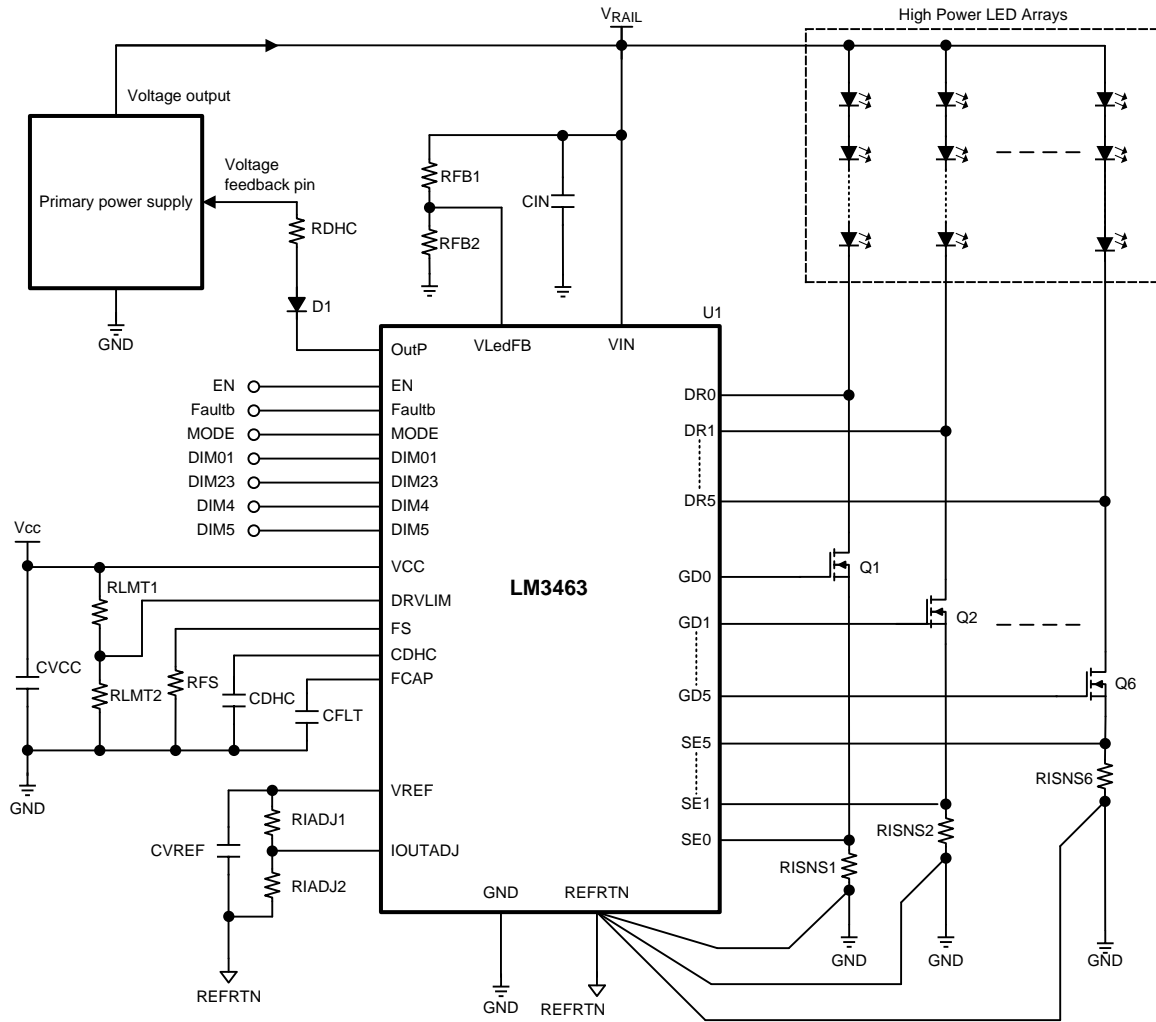 VRAIL
High Power LED Arrays
Voltage output
Primary power supply
Voltage
feedback pin
RDHC
D1
GND
RFB1
RFB2
CIN
U1
OutP
VLedFB
VIN
EN
EN
Faultb
Faultb
MODE
MODE
DIM01
DIM01
DIM23
DIM23
DIM4
DIM4
DIM5
DIM5
DR0
DR1
DR5
Vcc
VCC
RLMT1
DRVLIM
FS
CDHC
FCAP
LM3463
GD0
Q1
GD1
Q2
GD5
Q6
CVCC
RLMT2
RFS
CDHC
CFLT
GND
SE5
RISNS6
SE1
RISNS2
SE0
RISNS1
VREF
RIADJ1
CVREF
IOUTADJ
RIADJ2
REFRTN
GND
REFRTN
GND
REFRTN
GND
GND
GND